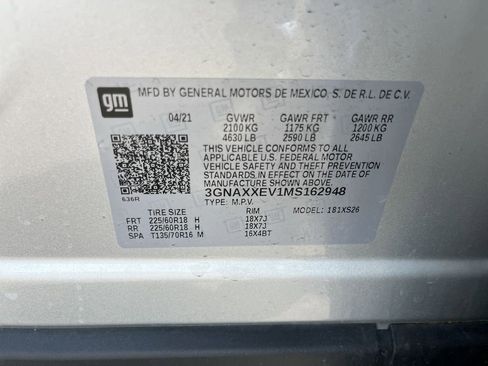 gm
MFD BY GENERAL MOTORS DE MEXICO, S. DE R.L. DE C.V.
04/21 GVWR GAWR FRT GAWR RR
2100 KG 1175 KG 1200 KG
4630 LB 2590 LB 2645 LB
THIS VEHICLE CONFORMS TO ALL
APPLICABLE U.S. FEDERAL MOTOR
VEHICLE SAFETY AND THEFT PREVENTION
STANDARDS IN EFFECT ON THE DATE OF
MANUFACTURE SHOWN ABOVE.
3GNAXXEV1MS162948
636R TYPE: M.P.V.
TIRE SIZE RIM MODEL: 181XS26
FRT 225/60R18 H 18X7J
RR 225/60R18 H 18X7J
SPA T135/70R16 M 16X4BT